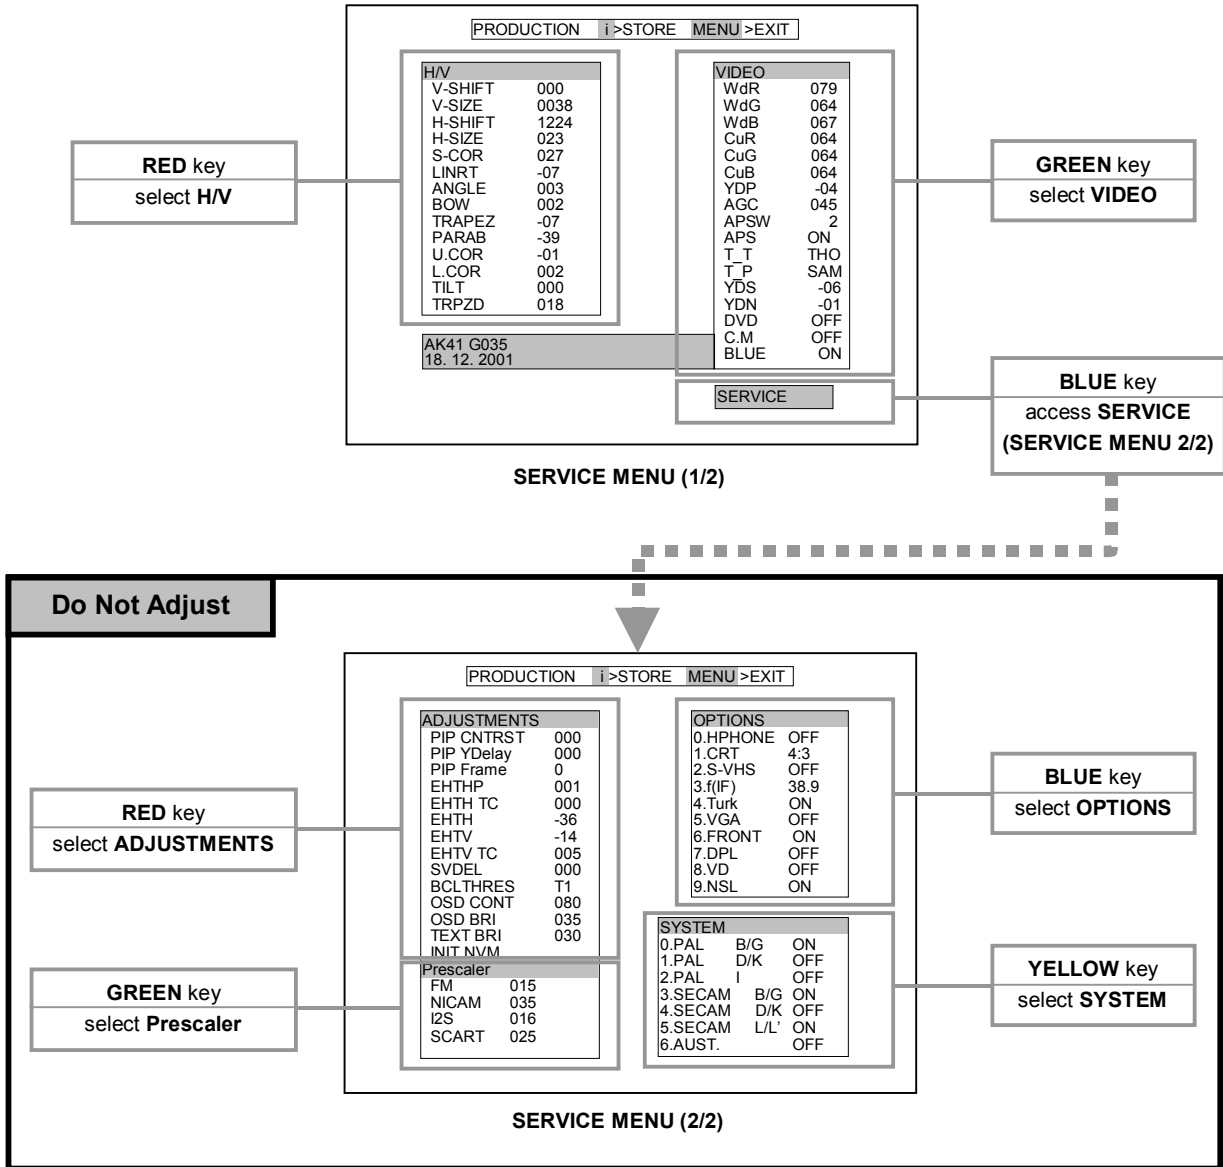 PRODUCTION i >STORE MENU >EXIT
H/V
V-SHIFT 000
V-SIZE 0038
H-SHIFT 1224
H-SIZE 023
S-COR 027
LINRT -07
ANGLE 003
BOW 002
TRAPEZ -07
PARAB -39
U.COR -01
L.COR 002
TILT 000
TRPZD 018
VIDEO
WdR 079
WdG 064
WdB 067
CuR 064
CuG 064
CuB 064
YDP -04
AGC 045
APSW 2
APS ON
T_T THO
T_P SAM
YDS -06
YDN -01
DVD OFF
C.M OFF
BLUE ON
AK41 G035
18. 12. 2001
SERVICE
RED key
select H/V
GREEN key
select VIDEO
BLUE key
access SERVICE
(SERVICE MENU 2/2)
SERVICE MENU (1/2)
Do Not Adjust
PRODUCTION i >STORE MENU >EXIT
ADJUSTMENTS
PIP CNTRST 000
PIP YDelay 000
PIP Frame 0
EHTHP 001
EHTH TC 000
EHTH -36
EHTV -14
EHTV TC 005
SVDEL 000
BCLTHRES T1
OSD CONT 080
OSD BRI 035
TEXT BRI 030
INIT NVM
Prescaler
FM 015
NICAM 035
I2S 016
SCART 025
OPTIONS
0.HPHONE OFF
1.CRT 4:3
2.S-VHS OFF
3.f(IF) 38.9
4.Turk ON
5.VGA OFF
6.FRONT ON
7.DPL OFF
8.VD OFF
9.NSL ON
SYSTEM
0.PAL B/G ON
1.PAL D/K OFF
2.PAL I OFF
3.SECAM B/G ON
4.SECAM D/K OFF
5.SECAM L/L' ON
6.AUST. OFF
RED key
select ADJUSTMENTS
GREEN key
select Prescaler
BLUE key
select OPTIONS
YELLOW key
select SYSTEM
SERVICE MENU (2/2)